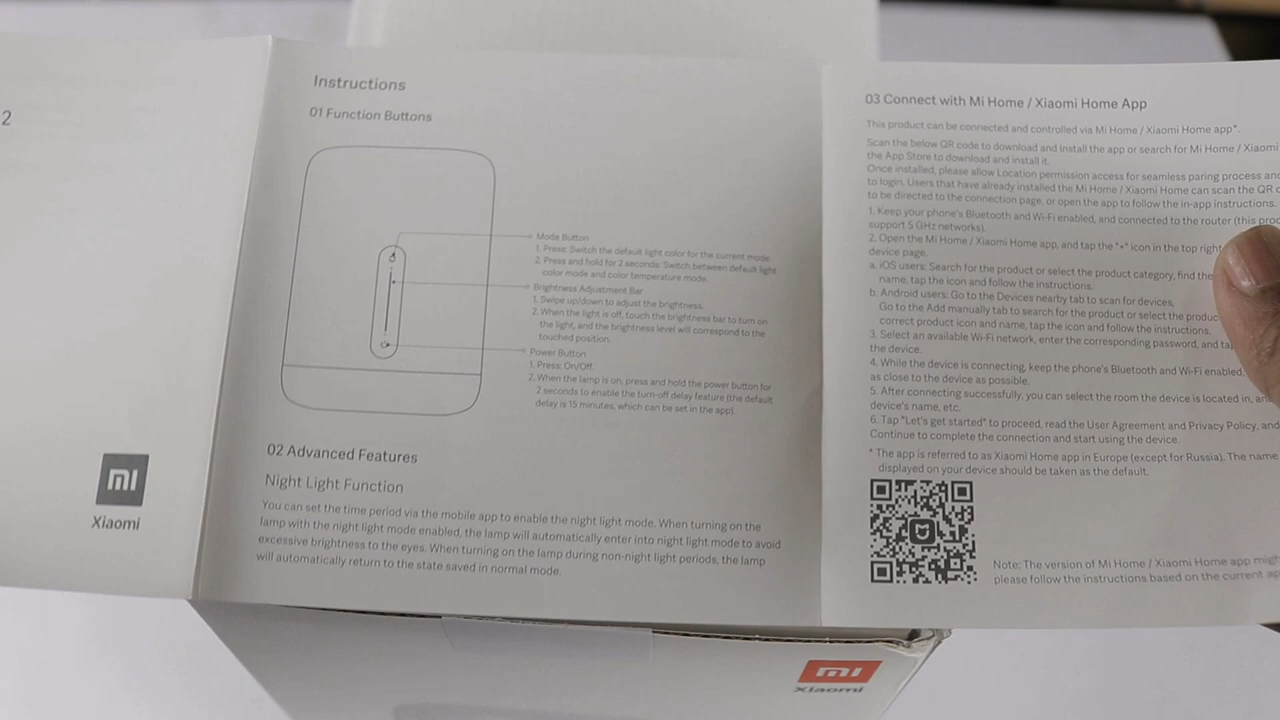 2
mi
Xiaomi
Instructions
01 Function Buttons
Mode Button
1. Press: Switch the default light color for the current mode.
2. Press and hold for 2 seconds: Switch between default light
color mode and color temperature mode.
Brightness Adjustment Bar
1. Swipe up/down to adjust the brightness.
2. When the light is off, touch the brightness bar to turn on
the light, and the brightness level will correspond to the
touched position.
Power Button
1. Press: On/Off.
2. When the lamp is on, press and hold the power button for
2 seconds to enable the turn-off delay feature (the default
delay is 15 minutes, which can be set in the app).
02 Advanced Features
Night Light Function
You can set the time period via the mobile app to enable the night light mode. When turning on the
lamp with the night light mode enabled, the lamp will automatically enter into night light mode to avoid
excessive brightness to the eyes. When turning on the lamp during non-night light periods, the lamp
will automatically return to the state saved in normal mode.
03 Connect with Mi Home / Xiaomi Home App
This product can be connected and controlled via Mi Home / Xiaomi Home app*.
Scan the below QR code to download and install the app or search for Mi Home / Xiaomi
the App Store to download and install it.
Once installed, please allow Location permission access for seamless paring process and
to login. Users that have already installed the Mi Home / Xiaomi Home can scan the QR
to be directed to the connection page, or open the app to follow the in-app instructions.
1. Keep your phone's Bluetooth and Wi-Fi enabled, and connected to the router (this
support 5 GHz networks).
2. Open the Mi Home / Xiaomi Home app, and tap the "+" icon in the top right
device page.
a. iOS users: Search for the product or select the product category, find the
name, tap the icon and follow the instructions.
b. Android users: Go to the Devices nearby tab to scan for devices,
Go to the Add manually tab to search for the product or select the
correct product icon and name, tap the icon and follow the instructions.
3. Select an available Wi-Fi network, enter the corresponding password, and
the device.
4. While the device is connecting, keep the phone's Bluetooth and Wi-Fi enabled,
as close to the device as possible.
5. After connecting successfully, you can select the room the device is located in,
device's name, etc.
6. Tap "Let's get started" to proceed, read the User Agreement and Privacy Policy, and
Continue to complete the connection and start using the device.
* The app is referred to as Xiaomi Home app in Europe (except for Russia). The name
displayed on your device should be taken as the default.
Note: The version of Mi Home / Xiaomi Home app
please follow the instructions based on the current
mi
Xiaomi